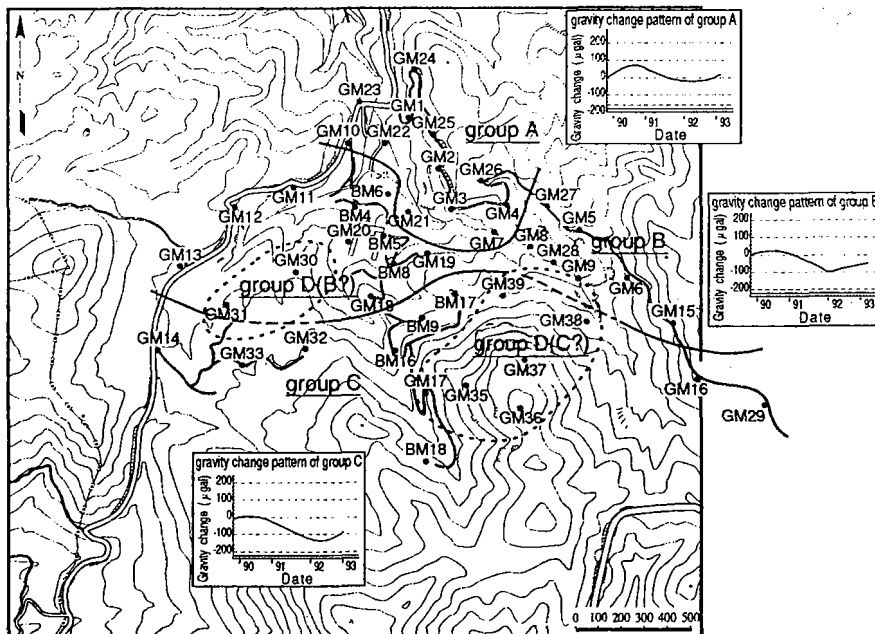 gravity change pattern of group A
Gravity change (μgal)
200
100
0
-100
-200
'90
'91
'92
'93
Date
N
GM24
GM23
GM1
GM25
GM10
GM22
group A
GM2
GM26
BM6
GM27
GM11
GM3
GM4
GM12
BM4
GM21
GM5
gravity change pattern of group B
Gravity change (μgal)
200
100
0
-100
-200
'90
'91
'92
'93
Date
GM20
BM5
GM7
GM8
group B
GM13
GM30
BM8
GM19
GM28
GM9
group D(B?)
GM6
GM31
GM18
BM17
GM39
GM15
BM9
GM38
GM14
GM32
BM16
group D(C?)
GM33
GM37
group C
GM17
GM35
GM16
GM36
GM29
BM18
gravity change pattern of group C
Gravity change (μgal)
200
100
0
-100
-200
'90
'91
'92
'93
Date
0 100 200 300 400 500